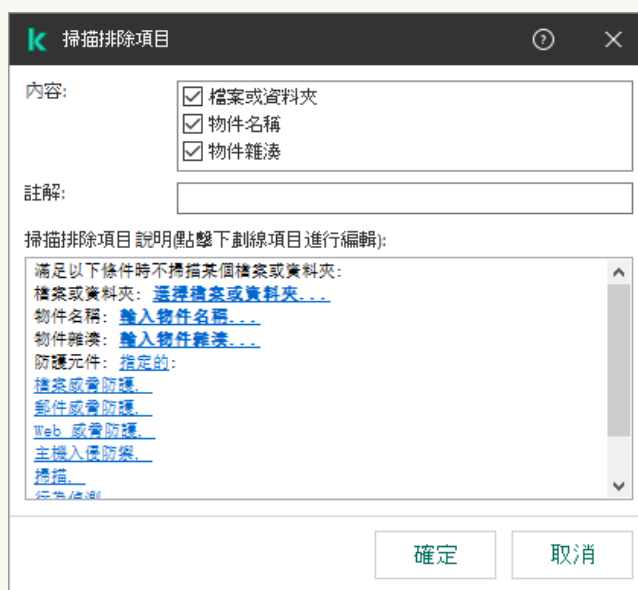 掃描排除項目
內容:
檔案或資料夾
物件名稱
物件雜湊
註解:
掃描排除項目 說明(點擊下劃線項目進行編輯):
滿足以下條件時不掃描某個檔案或資料夾:
檔案或資料夾: 選擇檔案或資料夾...
物件名稱: 輸入物件名稱...
物件雜湊: 輸入物件雜湊...
防護元件: 指定的:
檔案威脅防護,
郵件威脅防護,
Web 威脅防護,
主機入侵防禦,
掃描,
行為偵測
確定
取消